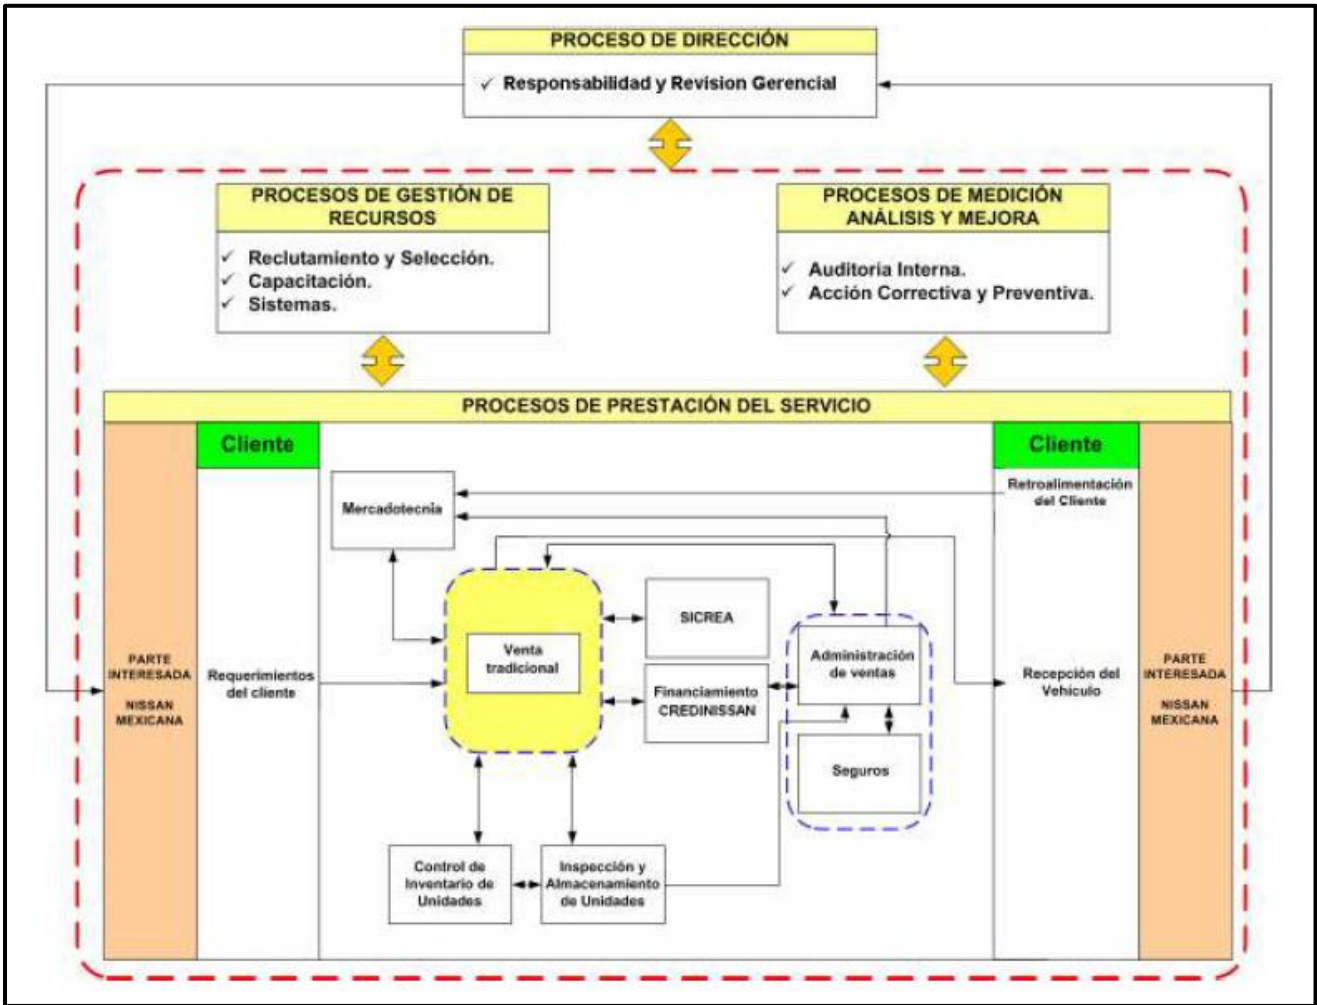 PROCESO DE DIRECCIÓN
✓ Responsabilidad y Revision Gerencial
PROCESOS DE GESTIÓN DE
RECURSOS
✓ Reclutamiento y Selección.
✓ Capacitación.
✓ Sistemas.
PROCESOS DE MEDICIÓN
ANÁLISIS Y MEJORA
✓ Auditoría Interna.
✓ Acción Correctiva y Preventiva.
PROCESOS DE PRESTACIÓN DEL SERVICIO
PARTE
INTERESADA
NISSAN
MEXICANA
Cliente
Requerimientos
del cliente
Mercadotecnia
Venta
tradicional
SICREA
Financiamiento
CREDINISSAN
Administración
de ventas
Seguros
Control de
Inventario de
Unidades
Inspección y
Almacenamiento
de Unidades
Cliente
Retroalimentación
del Cliente
Recepción del
Vehículo
PARTE
INTERESADA
NISSAN
MEXICANA